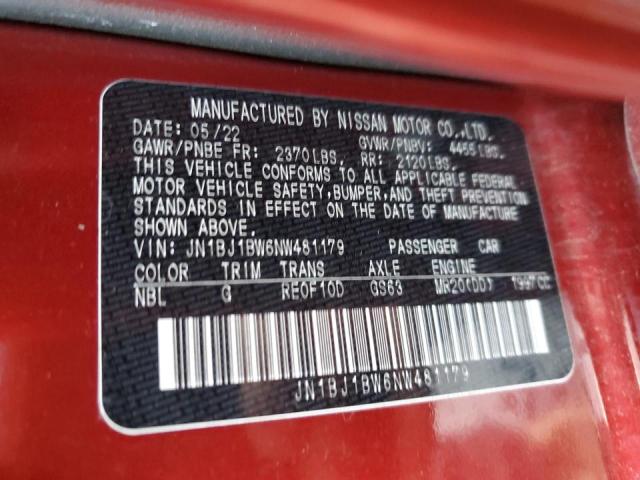 MANUFACTURED BY NISSAN MOTOR CO.,LTD.
DATE: 05/22 GVWR/PNBV: 4455LBS.
GAWR/PNBE FR: 2370LBS. RR: 2120LBS.
THIS VEHICLE CONFORMS TO ALL APPLICABLE FEDERAL
MOTOR VEHICLE SAFETY, BUMPER, AND THEFT PREVENTION
STANDARDS IN EFFECT ON THE DATE OF MANUFACTURE
SHOWN ABOVE.
VIN: JN1BJ1BW6NW481179 PASSENGER CAR
COLOR TRIM TRANS AXLE ENGINE
NBL G RE0F10D GS63 MR20(DD) 1997CC
JN1BJ1BW6NW481179